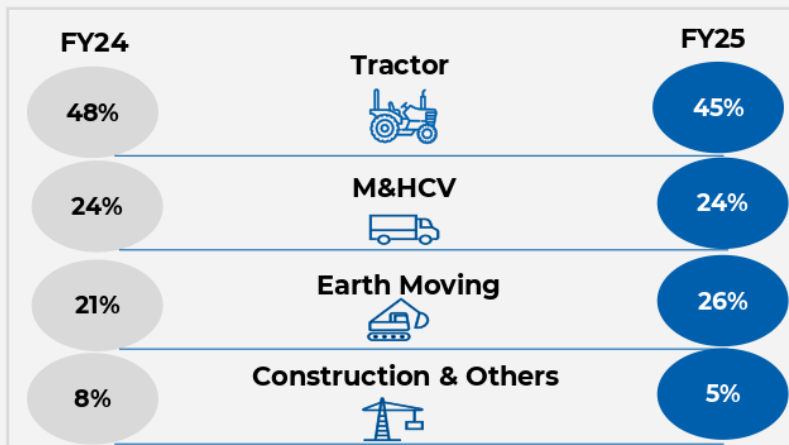 FY24
FY25
Tractor
48%
45%
M&HCV
24%
24%
Earth Moving
21%
26%
Construction & Others
8%
5%